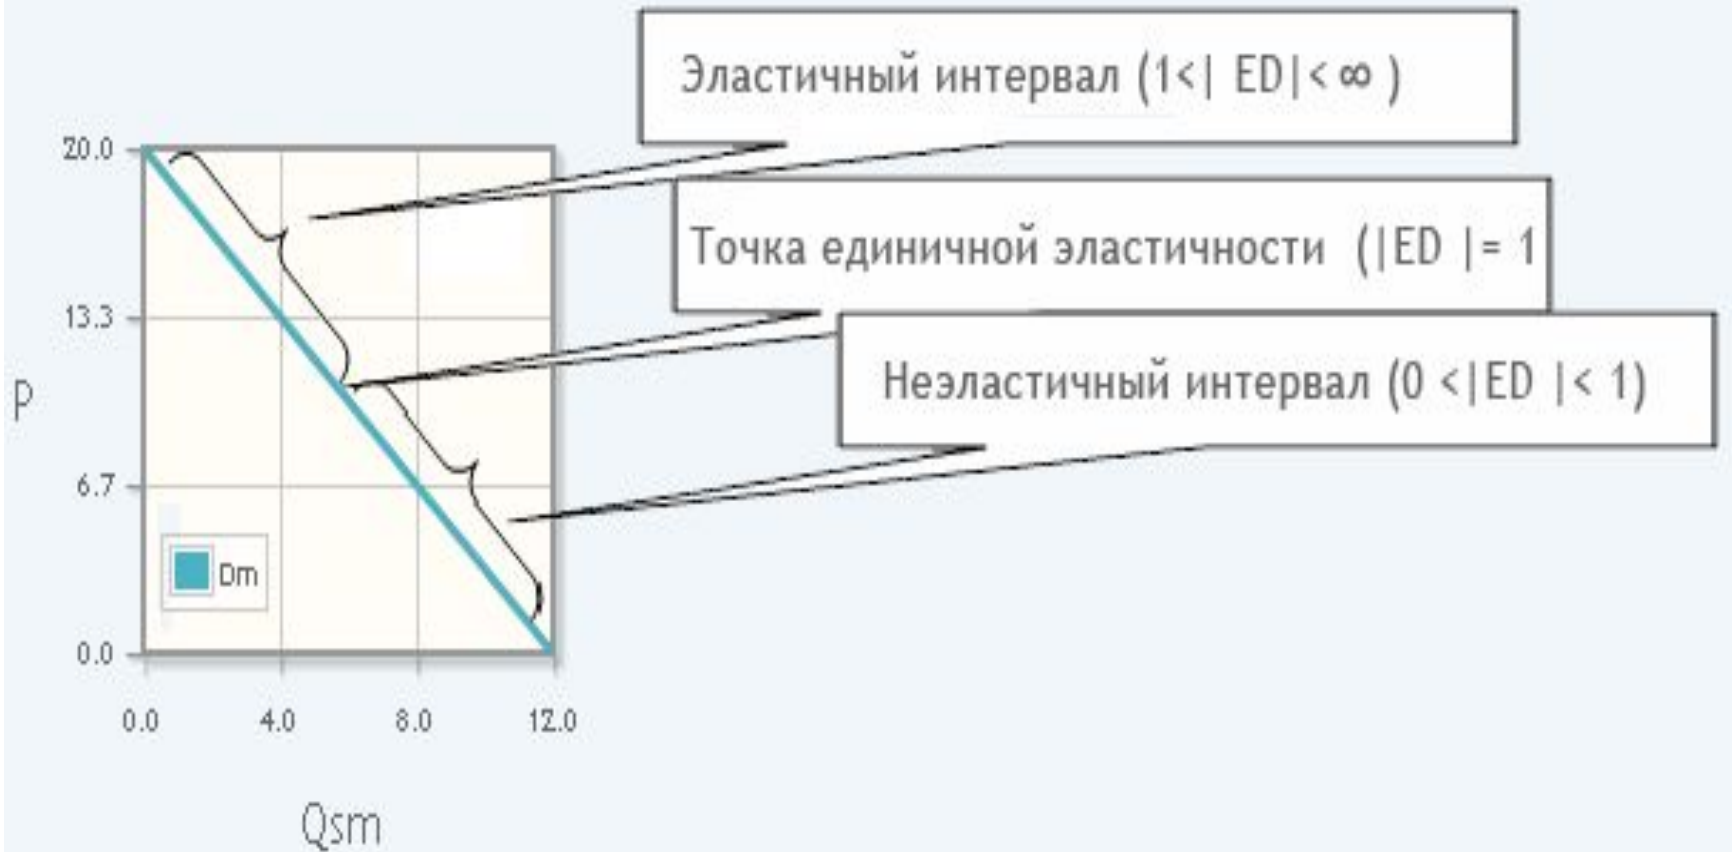 Эластичный интервал (1<| ED|< ∞ )
Точка единичной эластичности (|ED |= 1
Неэластичный интервал (0 <|ED |< 1)
20.0
13.3
P
6.7
0.0
Dm
0.0 4.0 8.0 12.0
Qsm